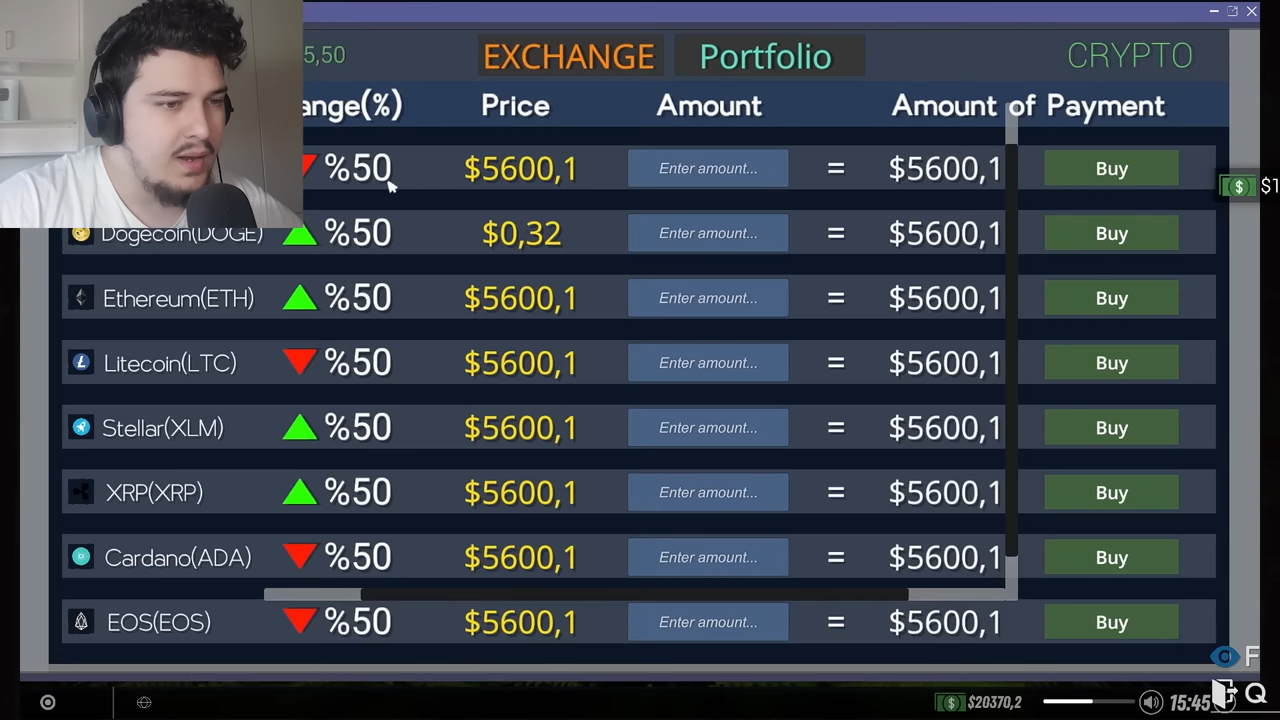 5,50 EXCHANGE Portfolio CRYPTO
ange(%) Price Amount Amount of Payment
%50 $5600,1 Enter amount... = $5600,1 Buy
$1
Dogecoin(DOGE) %50 $0,32 Enter amount... = $5600,1 Buy
Ethereum(ETH) %50 $5600,1 Enter amount... = $5600,1 Buy
Litecoin(LTC) %50 $5600,1 Enter amount... = $5600,1 Buy
Stellar(XLM) %50 $5600,1 Enter amount... = $5600,1 Buy
XRP(XRP) %50 $5600,1 Enter amount... = $5600,1 Buy
Cardano(ADA) %50 $5600,1 Enter amount... = $5600,1 Buy
EOS(EOS) %50 $5600,1 Enter amount... = $5600,1 Buy
F
$20370,2 15:45 Q